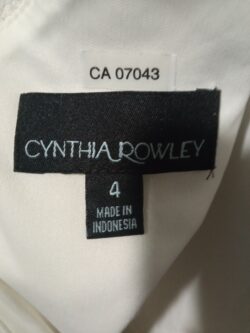 CA 07043
CYNTHIA ROWLEY
4
MADE IN
INDONESIA